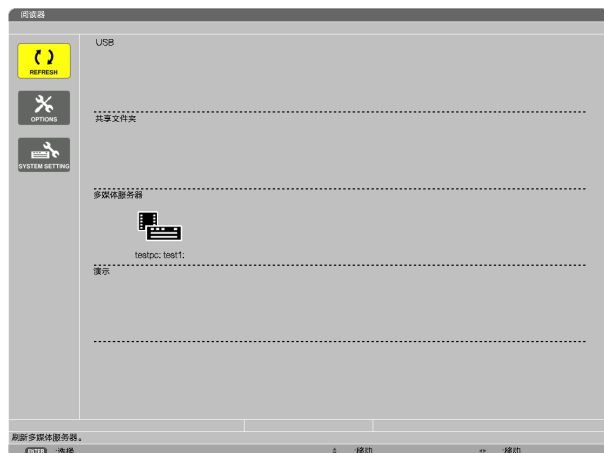 阅读器
USB
REFRESH
OPTIONS
共享文件夹
SYSTEM SETTING
多媒体服务器
testpc: test1:
演示
刷新多媒体服务器。
ENTER :选择 :移动 :移动